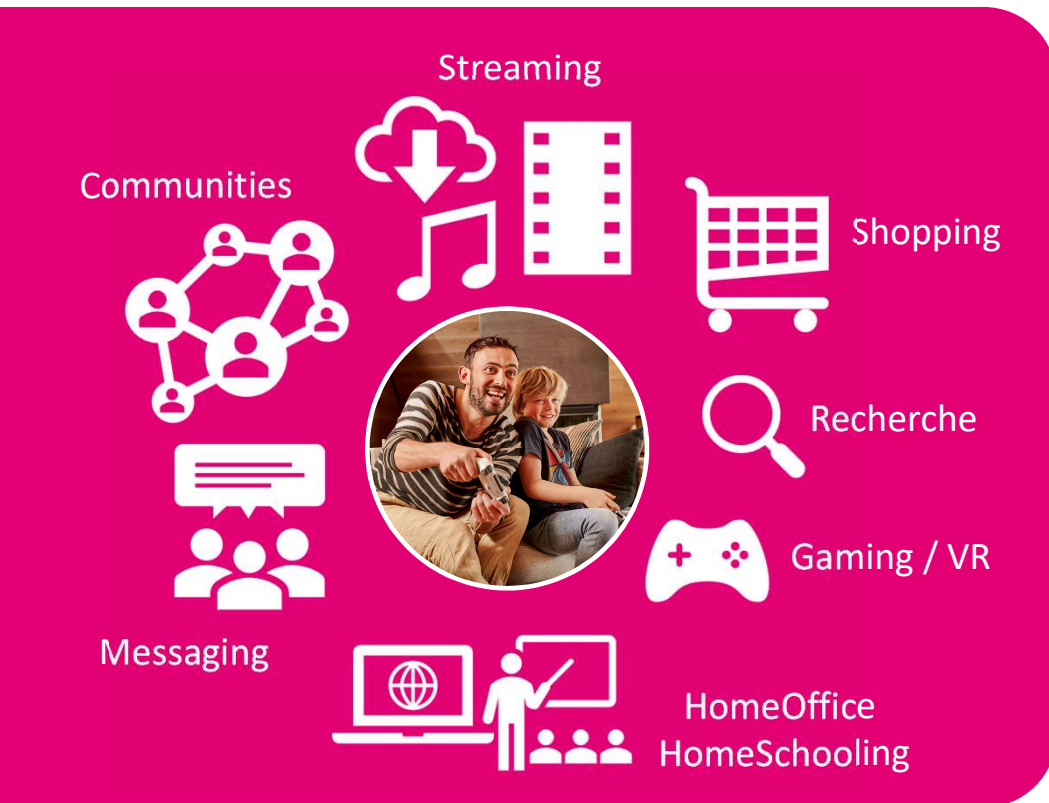 Streaming
Communities
Shopping
Recherche
Gaming / VR
Messaging
HomeOffice
HomeSchooling